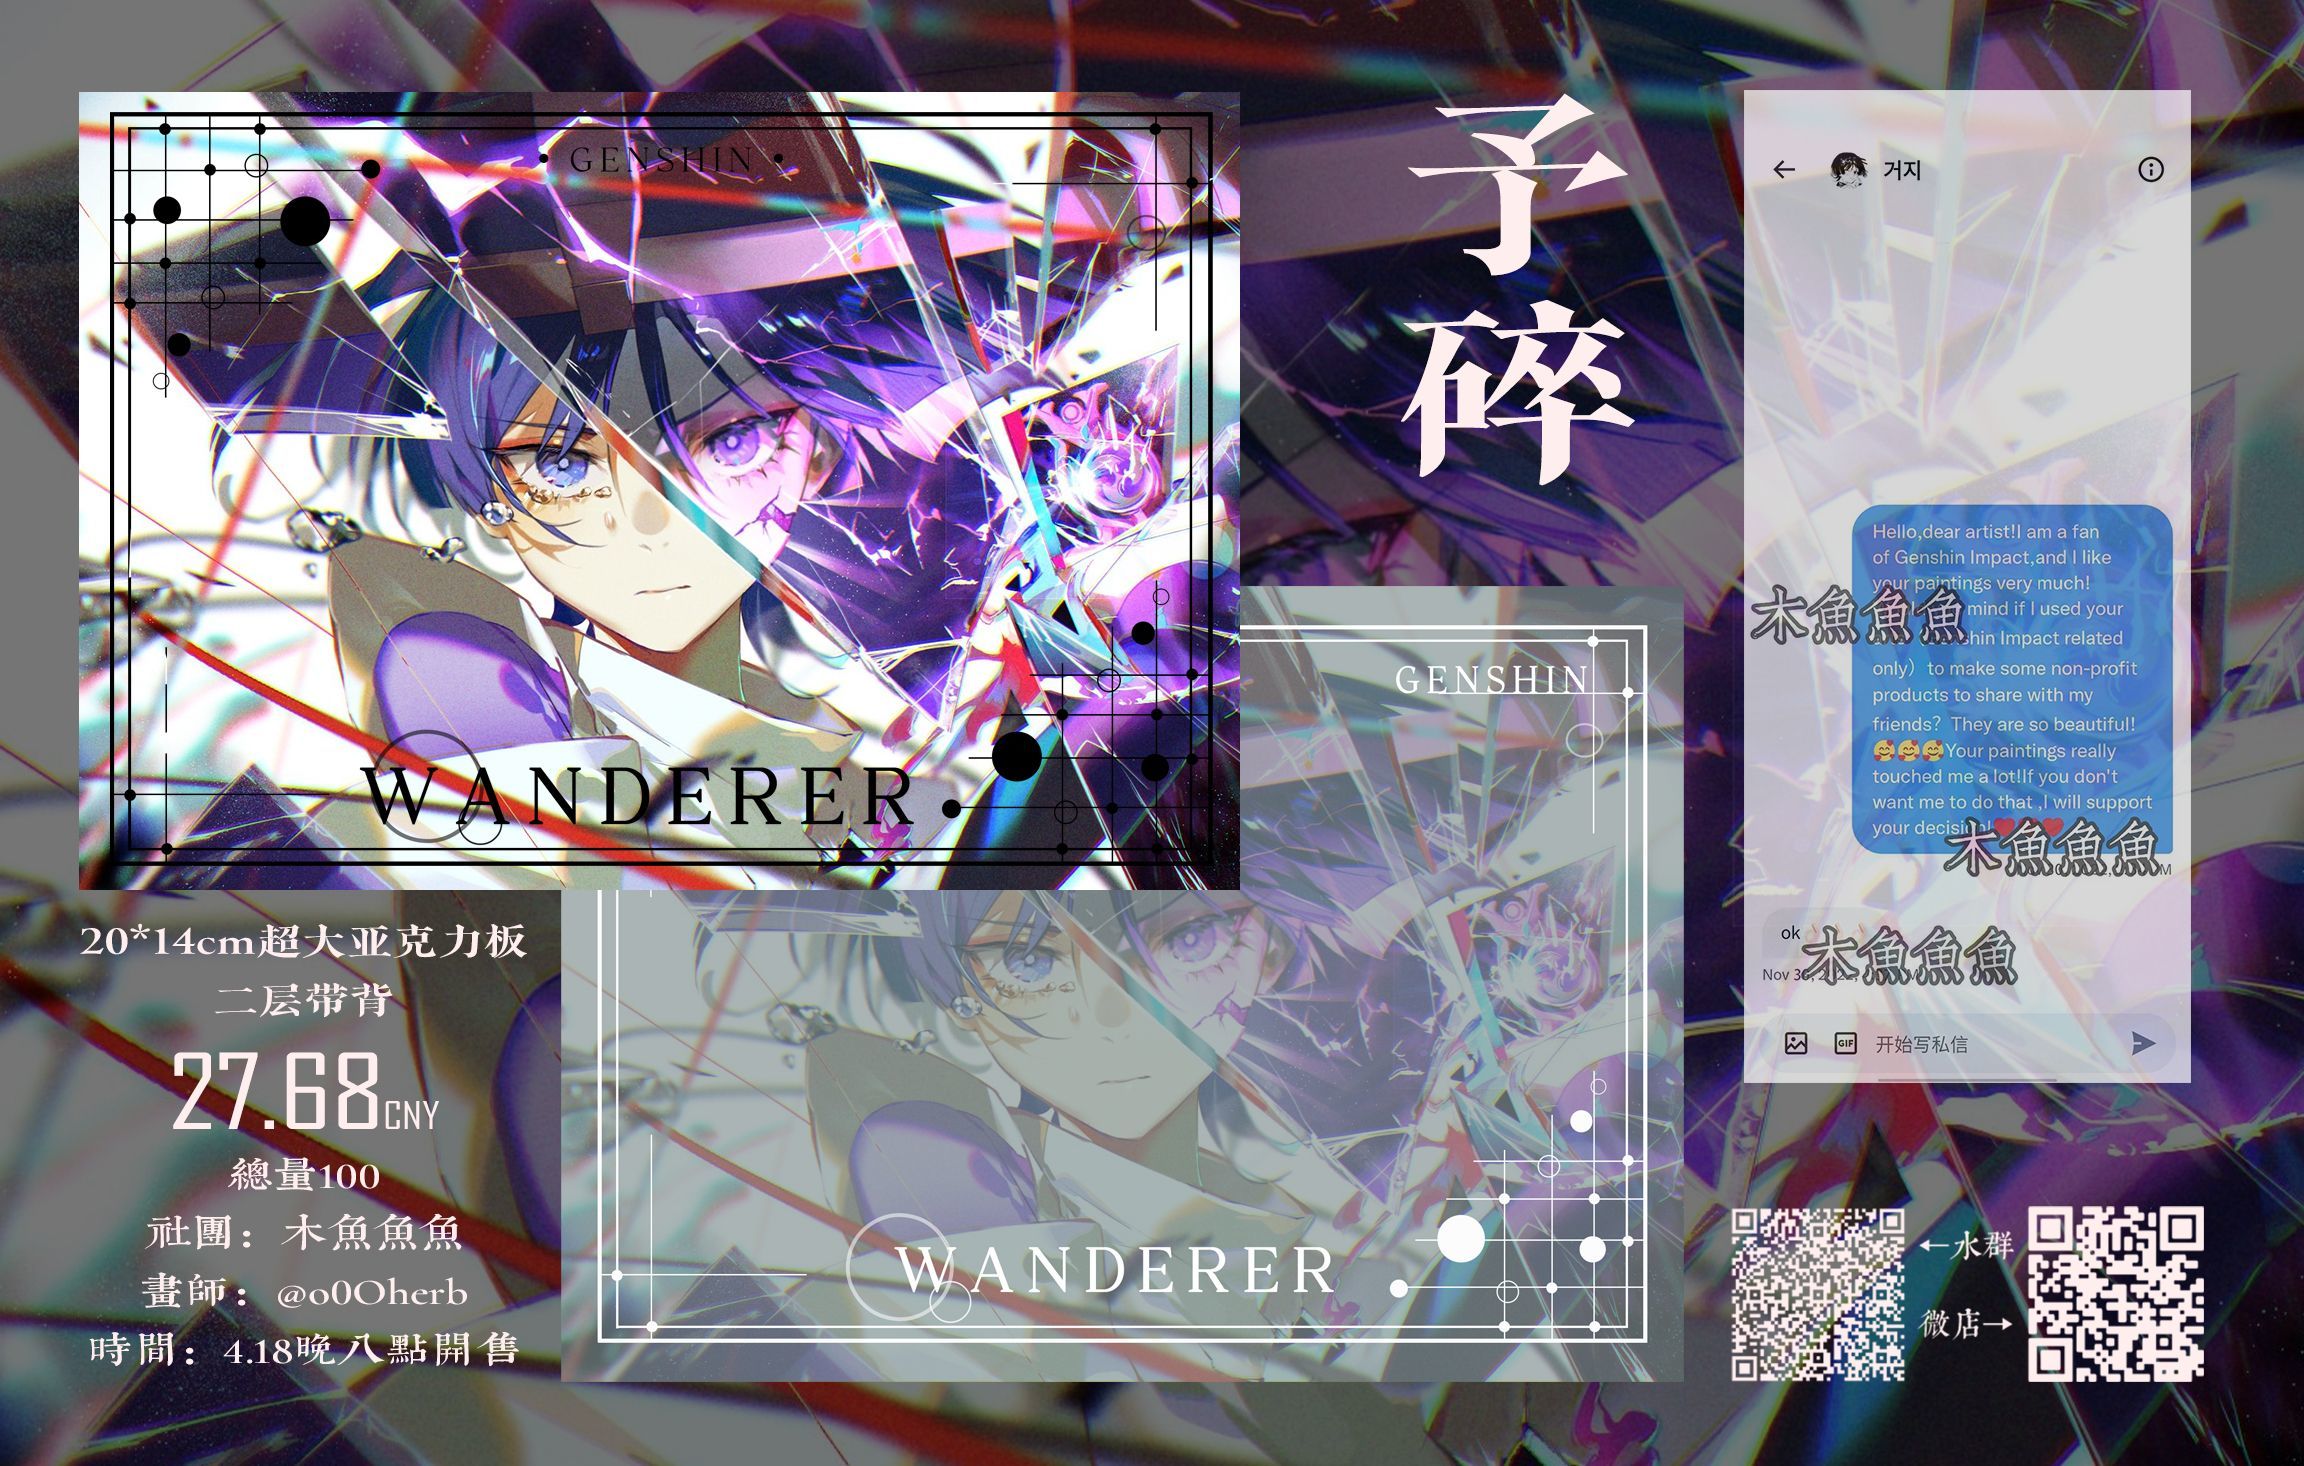 GENSHIN
WANDERER
予碎
GENSHIN
WANDERER
20*14cm超大亚克力板
二层带背
27.68CNY
總量100
社團：木魚魚魚
畫師：@o0Oherb
時間：4.18晚八點開售
거지
Hello,dear artist!I am a fan
of Genshin Impact,and I like
your paintings very much!
mind if I used your
Impact related
only）to make some non-profit
products to share with my
friends？They are so beautiful!
🥰🥰🥰Your paintings really
touched me a lot!If you don't
want me to do that ,I will support
your decision!
木魚魚魚
木魚魚魚
ok
木魚魚魚
Nov 30,
GIF
开始写私信
←水群
微店→